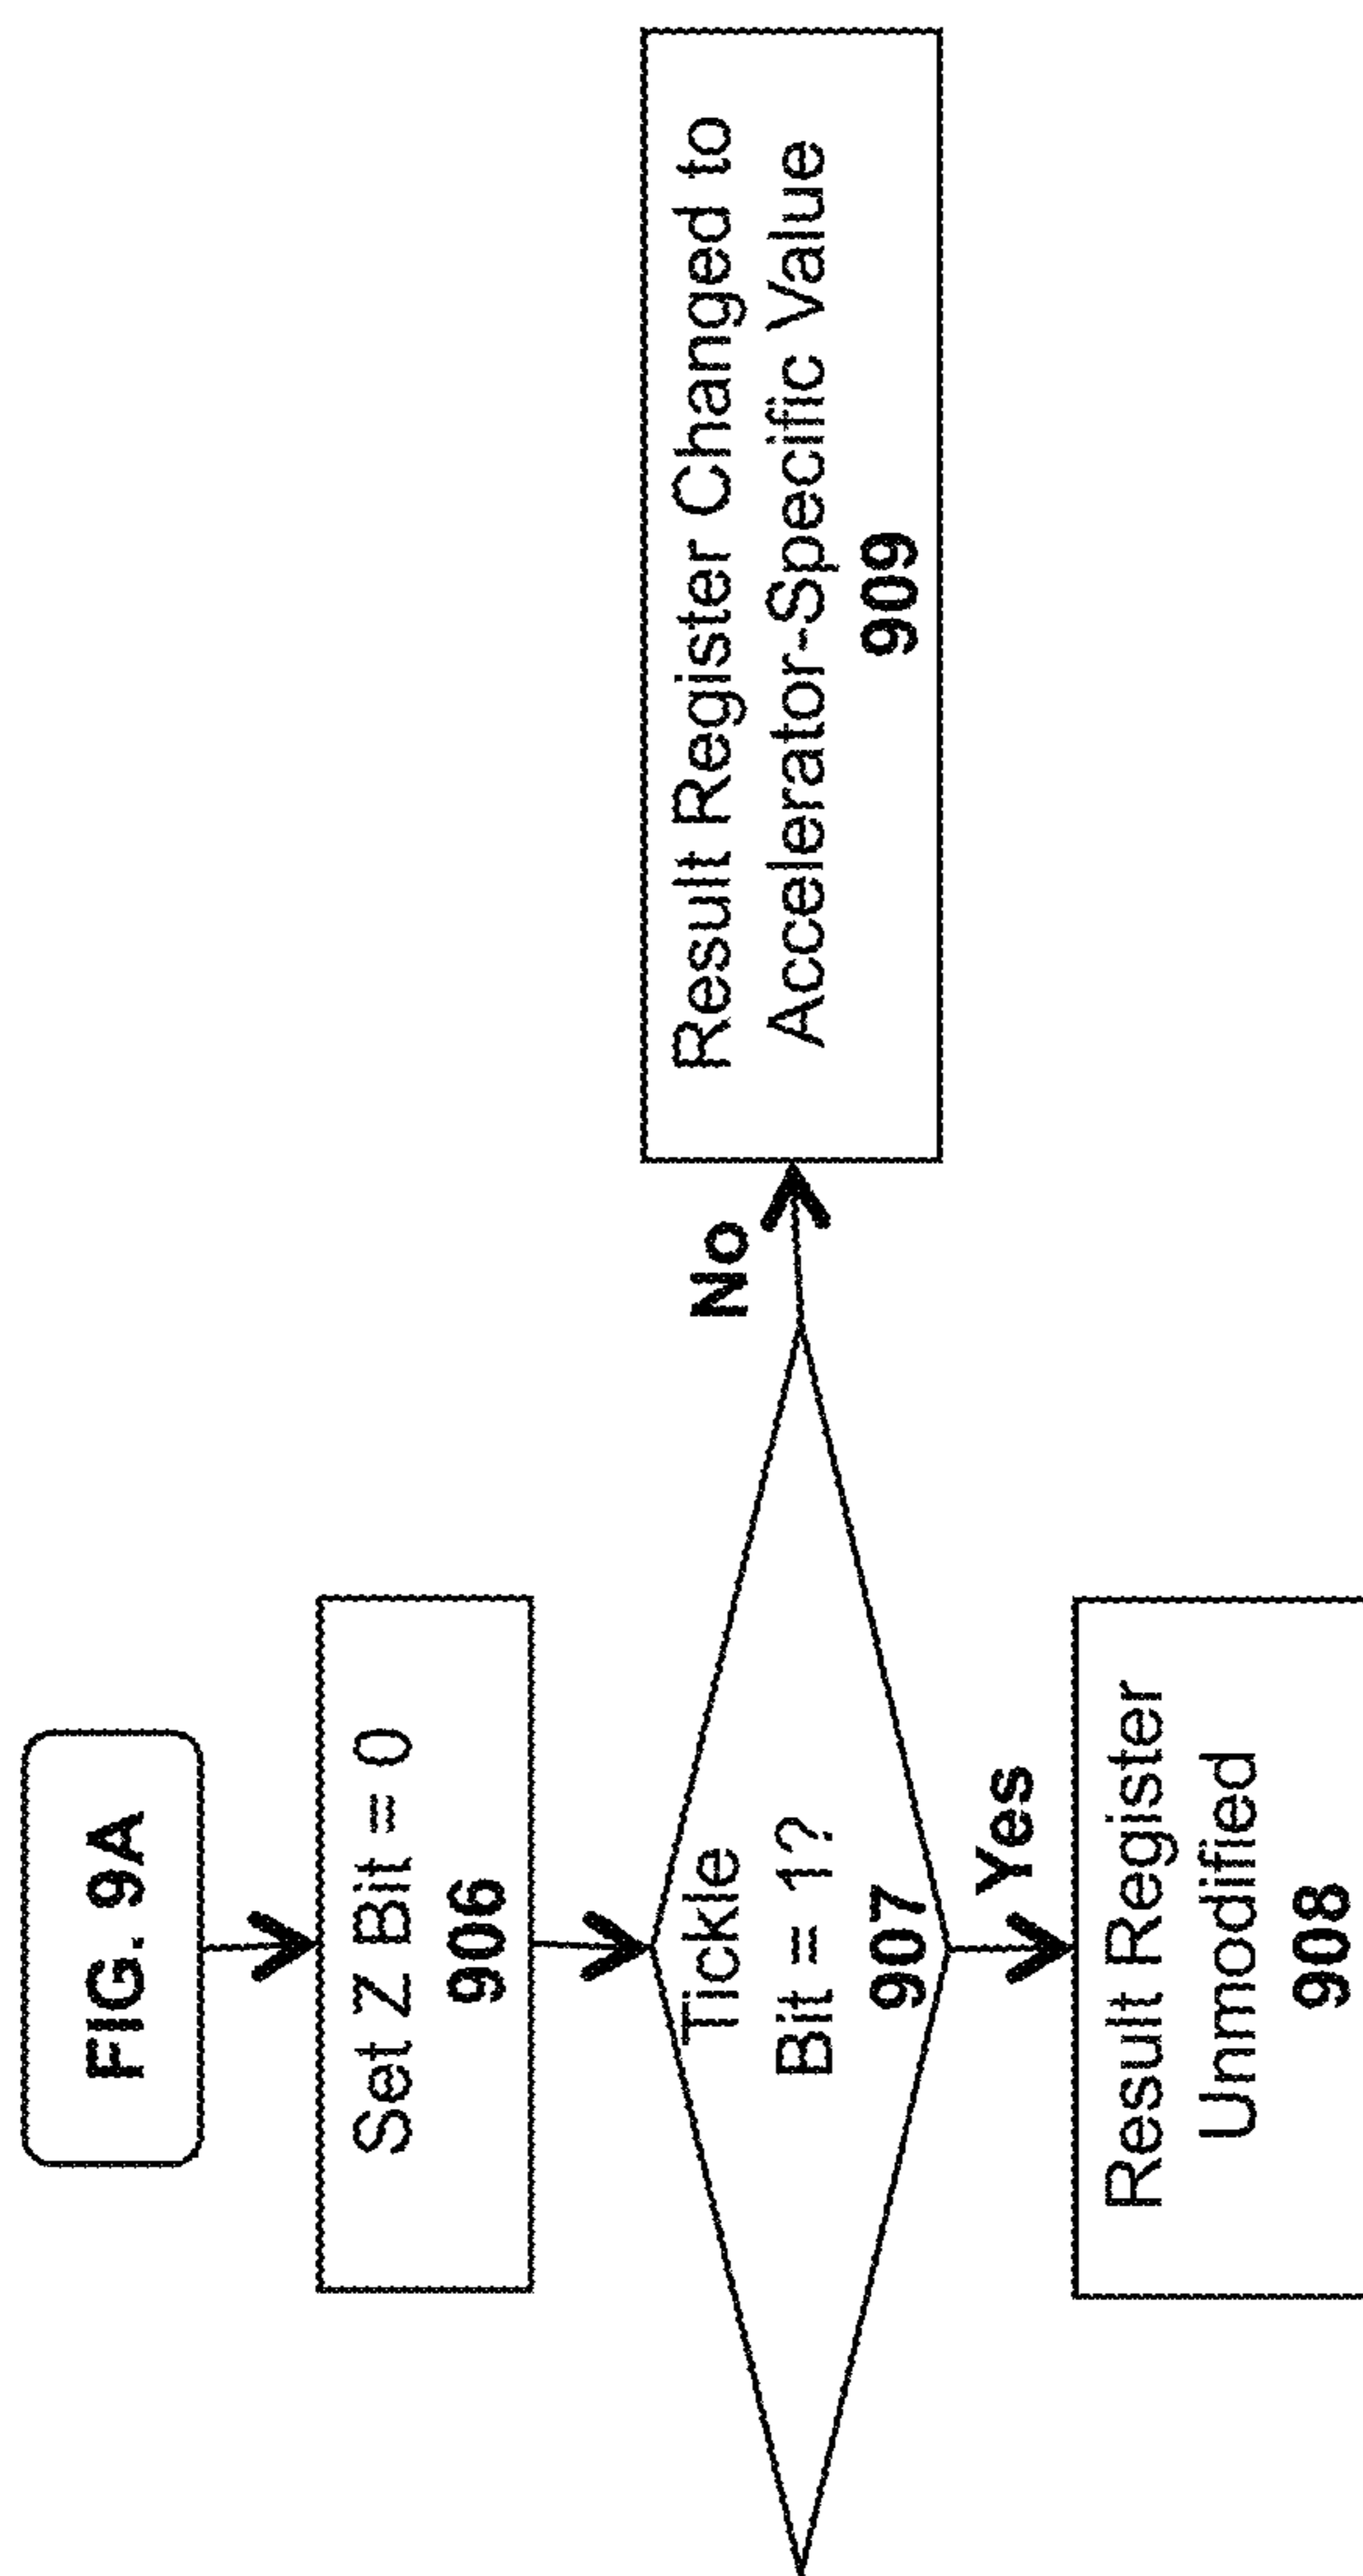 FIG. 9A
Set Z Bit = 0
906
Tickle
Bit = 1?
907
No
Result Register Changed to
Accelerator-Specific Value
909
Yes
Result Register
Unmodified
908